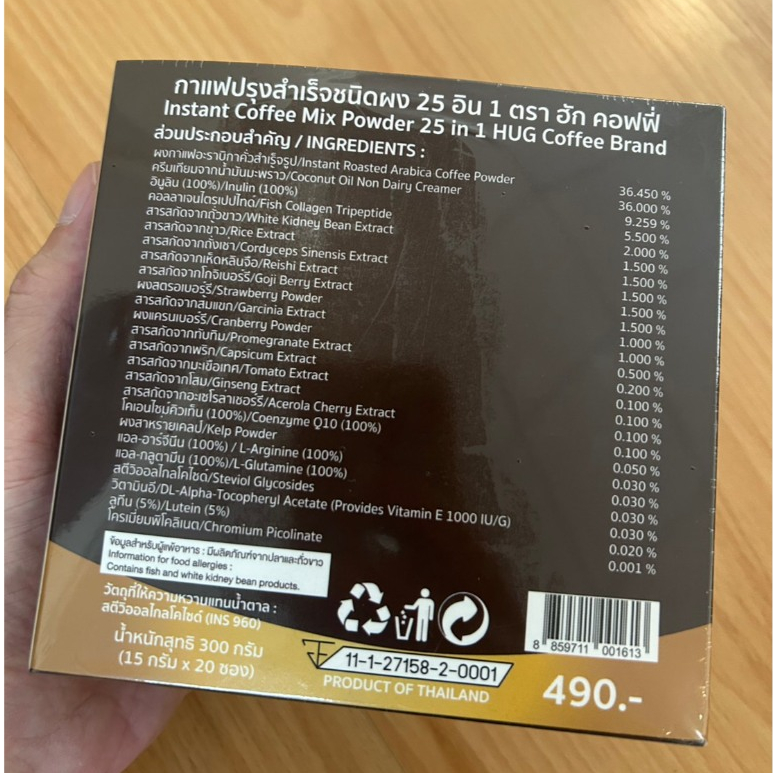 กาแฟปรุงสำเร็จชนิดผง 25 อิน 1 ตรา ฮัก คอฟฟี่
Instant Coffee Mix Powder 25 in 1 HUG Coffee Brand
ส่วนประกอบสำคัญ / INGREDIENTS :
ผงกาแฟอะราบิกาคั่วสำเร็จรูป/Instant Roasted Arabica Coffee Powder 36.450 %
ครีมเทียมจากน้ำมันมะพร้าว/Coconut Oil Non Dairy Creamer 36.000 %
อินูลิน (100%)/Inulin (100%) 9.259 %
คอลลาเจนไตรเปปไทด์/Fish Collagen Tripeptide 5.500 %
สารสกัดจากถั่วขาว/White Kidney Bean Extract 2.000 %
สารสกัดจากข้าว/Rice Extract 1.500 %
สารสกัดจากถั่งเช่า/Cordyceps Sinensis Extract 1.500 %
สารสกัดจากเห็ดหลินจือ/Reishi Extract 1.500 %
สารสกัดจากโกจิเบอร์รี่/Goji Berry Extract 1.500 %
ผงสตรอเบอร์รี่/Strawberry Powder 1.500 %
สารสกัดจากส้มแขก/Garcinia Extract 1.000 %
ผงแครนเบอร์รี่/Cranberry Powder 1.000 %
สารสกัดจากทับทิม/Promegranate Extract 0.500 %
สารสกัดจากพริก/Capsicum Extract 0.200 %
สารสกัดจากมะเขือเทศ/Tomato Extract 0.100 %
สารสกัดจากโสม/Ginseng Extract 0.100 %
สารสกัดจากอะเซโรลาเชอร์รี่/Acerola Cherry Extract 0.100 %
โคเอนไซม์คิวเท็น (100%)/Coenzyme Q10 (100%) 0.100 %
ผงสาหร่ายเคลป์/Kelp Powder 0.050 %
แอล-อาร์จีนีน (100%) / L-Arginine (100%) 0.030 %
แอล-กลูตามีน (100%)/L-Glutamine (100%) 0.030 %
สตีวิออลไกลโคไซด์/Steviol Glycosides 0.030 %
วิตามินอี/DL-Alpha-Tocopheryl Acetate (Provides Vitamin E 1000 IU/G) 0.030 %
ลูทีน (5%)/Lutein (5%) 0.020 %
โครเมียมพิโคลิเนต/Chromium Picolinate 0.001 %
ข้อมูลสำหรับผู้แพ้อาหาร : มีผลิตภัณฑ์จากปลาและถั่วขาว
Information for food allergies :
Contains fish and white kidney bean products.
วัตถุที่ให้ความหวานแทนน้ำตาล :
สตีวิออลไกลโคไซด์ (INS 960)
น้ำหนักสุทธิ 300 กรัม
(15 กรัม x 20 ซอง)
11-1-27158-2-0001
PRODUCT OF THAILAND
8 859711 001613
490.-